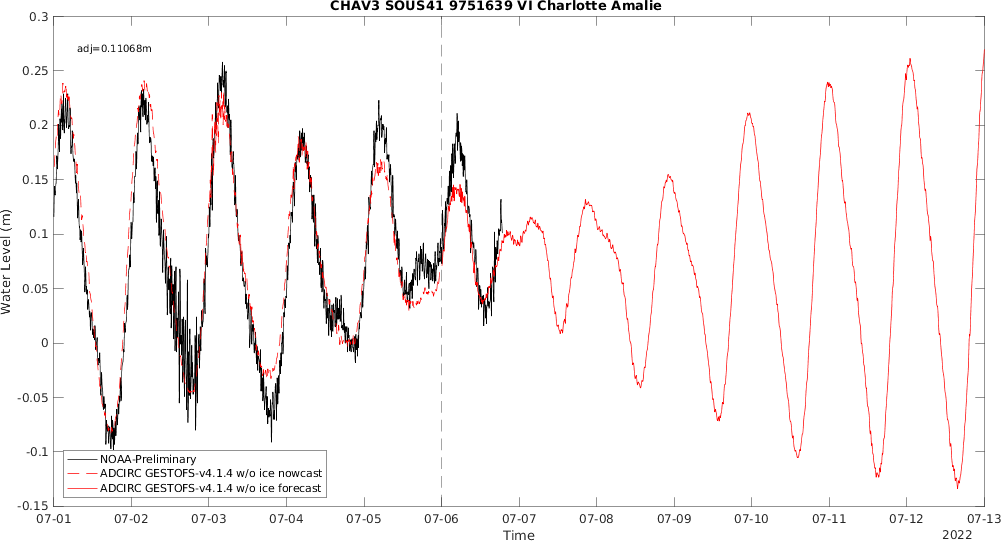 CHAV3 SOUS41 9751639 VI Charlotte Amalie
adj=0.11068m
0.3
0.25
0.2
0.15
0.1
0.05
0
-0.05
-0.1
-0.15
Water Level (m)
NOAA-Preliminary
ADCIRC GESTOFS-v4.1.4 w/o ice nowcast
ADCIRC GESTOFS-v4.1.4 w/o ice forecast
07-01 07-02 07-03 07-04 07-05 07-06 07-07 07-08 07-09 07-10 07-11 07-12 07-13
Time
2022